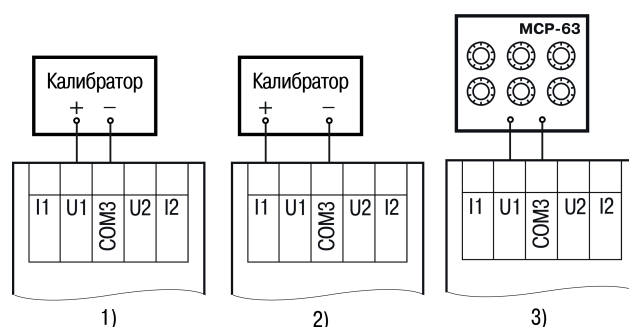 Калибратор
+ −
I1 U1 COM3 U2 I2
1)
Калибратор
+ −
I1 U1 COM3 U2 I2
2)
МСР-63
I1 U1 COM3 U2 I2
3)